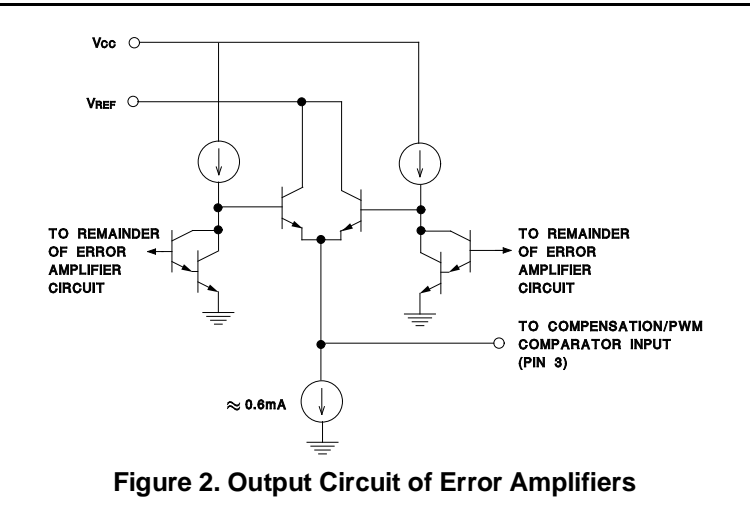 Vcc
VREF
TO REMAINDER
OF ERROR
AMPLIFIER
CIRCUIT
TO REMAINDER
OF ERROR
AMPLIFIER
CIRCUIT
TO COMPENSATION/PWM
COMPARATOR INPUT
(PIN 3)
≈ 0.6mA
Figure 2. Output Circuit of Error Amplifiers